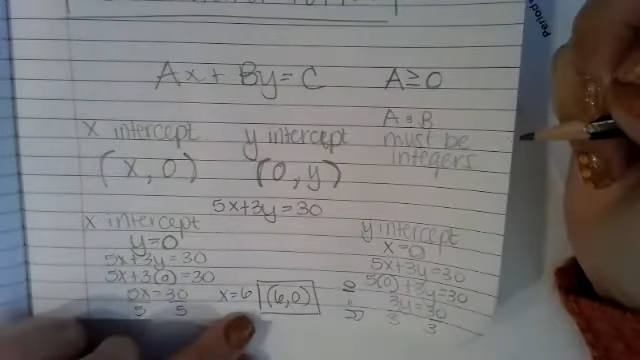 Ax + By = C
A ≥ 0
A & B
must be
integers
x intercept
(x, 0)
y intercept
(0, y)
5x+3y=30
x intercept
y=0
5x+3y=30
5x+3(0)=30
5x=30
5 5
x=6 (6,0)
y intercept
x=0
5x+3y=30
5(0)+3y=30
3y=30
3 3
Period